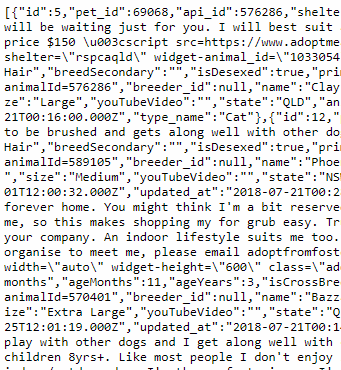 [{"id":5,"pet_id":69068,"api_id":576286,"shelte
will be waiting just for you. I will best suit
price $150 \u003cscript src=https://www.adoptme
shelter=\"rspcaqld\" widget-animal_id=\"1033054
Hair","breedSecondary":"","isDesexed":true,"pri
animalId=576286","breeder_id":null,"name":"Clay
ze":"Large","youTubeVideo":"","state":"QLD","an
21T00:16:00.000Z","type_name":"Cat"},{"id":12,"
to be brushed and gets along well with other do
Hair","breedSecondary":"","isDesexed":true,"pri
animalId=589105","breeder_id":null,"name":"Phoe
","size":"Medium","youTubeVideo":"","state":"NS
01T12:00:32.000Z","updated_at":"2018-07-21T00:2
forever home. You might think I'm a bit reserve
me, so this makes shopping my for grub easy. Tr
your company. An indoor lifestyle suits me too.
organise to meet me, please email adoptfromfost
width=\"auto\" widget-height=\"600\" class=\"ad
months","ageMonths":11,"ageYears":3,"isCrossBre
animalId=570401","breeder_id":null,"name":"Bazz
ize":"Extra Large","youTubeVideo":"","state":"Q
25T12:01:19.000Z","updated_at":"2018-07-21T00:1
play with other dogs and I get along well with
children 8yrs+. Like most people I don't enjoy